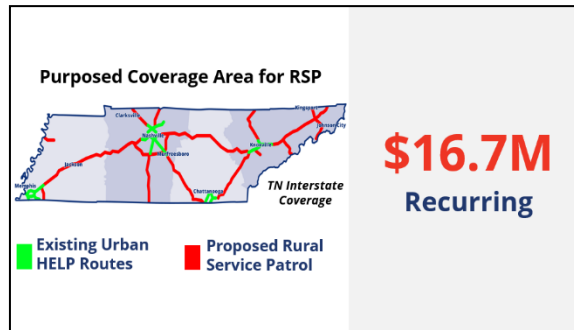 Purposed Coverage Area for RSP
Clarksville
Kingsport
Nashville
Johnson City
Knoxville
Murfreesboro
Jackson
Memphis
Chattanooga
TN Interstate
Coverage
Existing Urban
HELP Routes
Proposed Rural
Service Patrol
$16.7M
Recurring